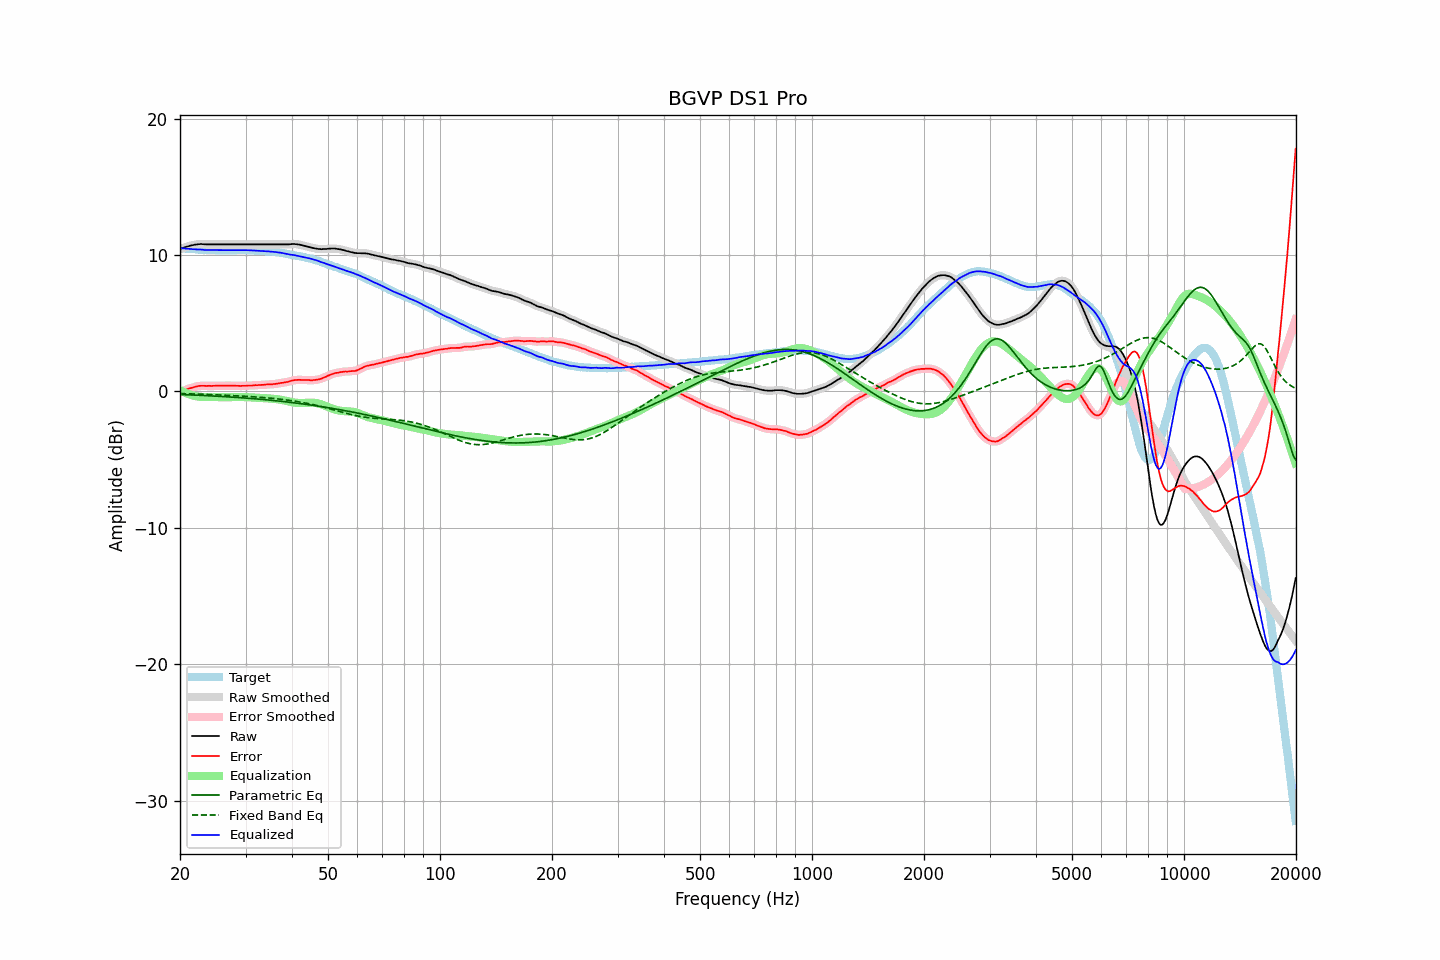 BGVP DS1 Pro
20
10
0
−10
−20
−30
Amplitude (dBr)
Target
Raw Smoothed
Error Smoothed
Raw
Error
Equalization
Parametric Eq
Fixed Band Eq
Equalized
20 50 100 200 500 1000 2000 5000 10000 20000
Frequency (Hz)